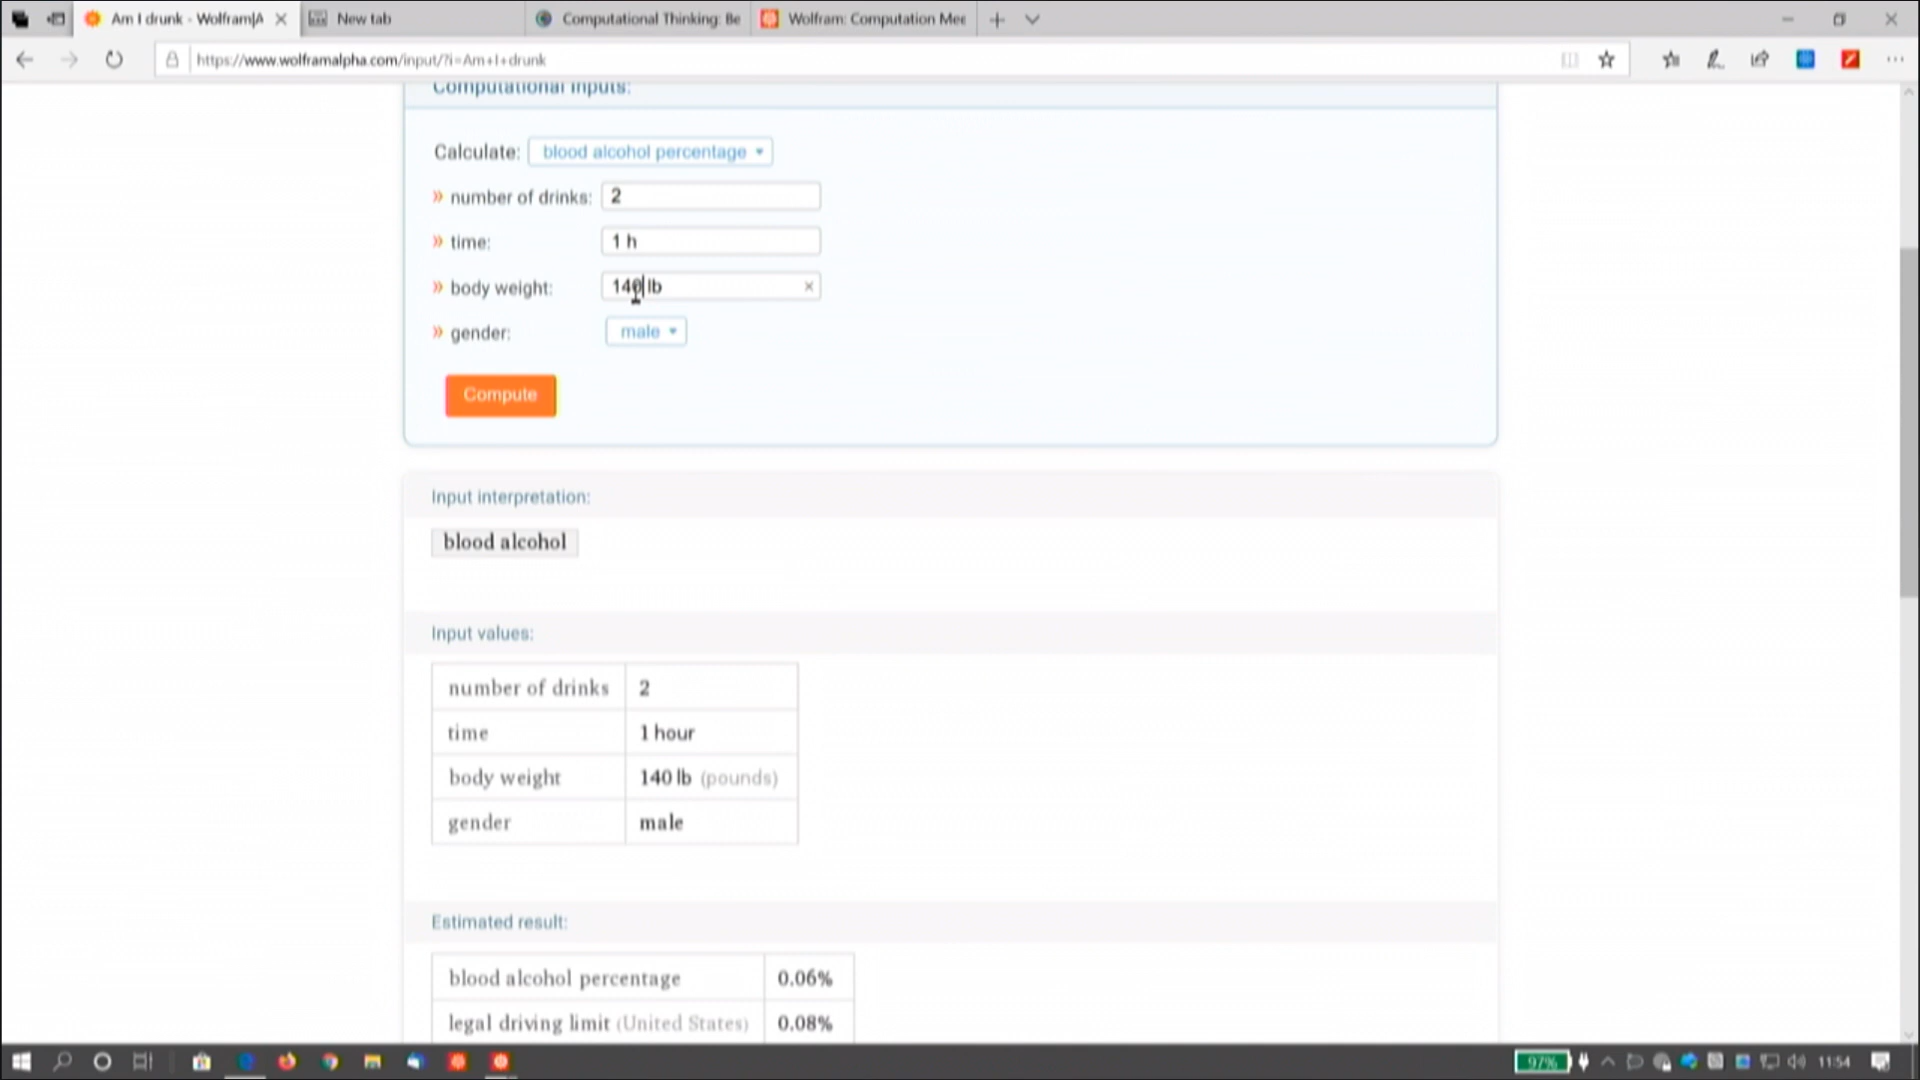 Am I drunk - Wolfram|A
New tab
Computational Thinking: Be
Wolfram: Computation Mee
https://www.wolframalpha.com/input/?i=Am+I+drunk
Computational Inputs:
Calculate: blood alcohol percentage
» number of drinks: 2
» time: 1 h
» body weight: 140 lb
» gender: male
Compute
Input interpretation:
blood alcohol
Input values:
number of drinks 2
time 1 hour
body weight 140 lb (pounds)
gender male
Estimated result:
blood alcohol percentage 0.06%
legal driving limit (United States) 0.08%
97% 11:54